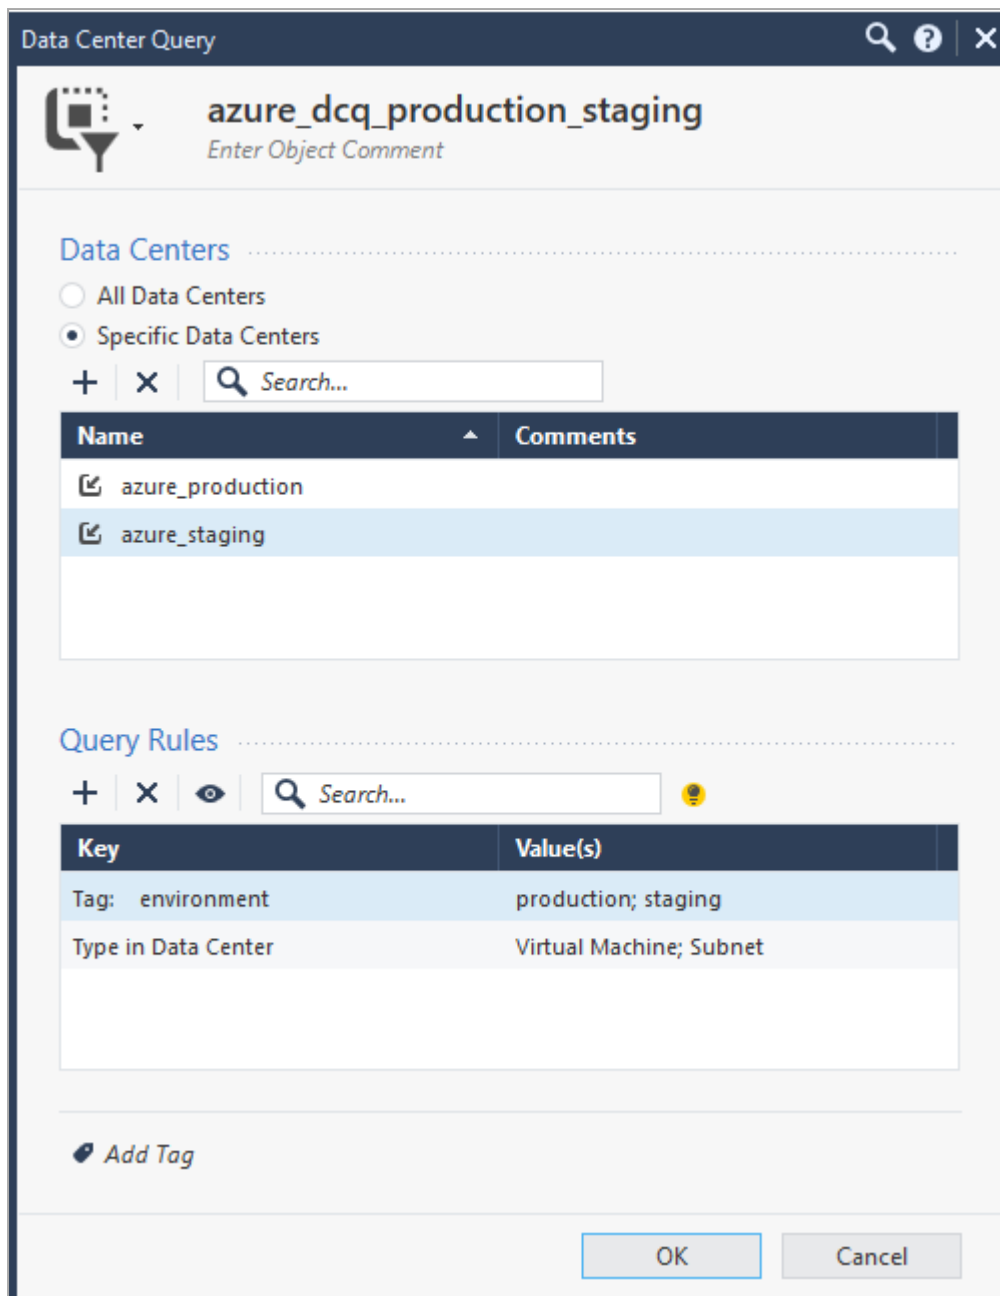 Data Center Query
azure_dcq_production_staging
Enter Object Comment
Data Centers
All Data Centers
Specific Data Centers
Search...
Name Comments
azure_production
azure_staging
Query Rules
Search...
Key Value(s)
Tag: environment production; staging
Type in Data Center Virtual Machine; Subnet
Add Tag
OK Cancel